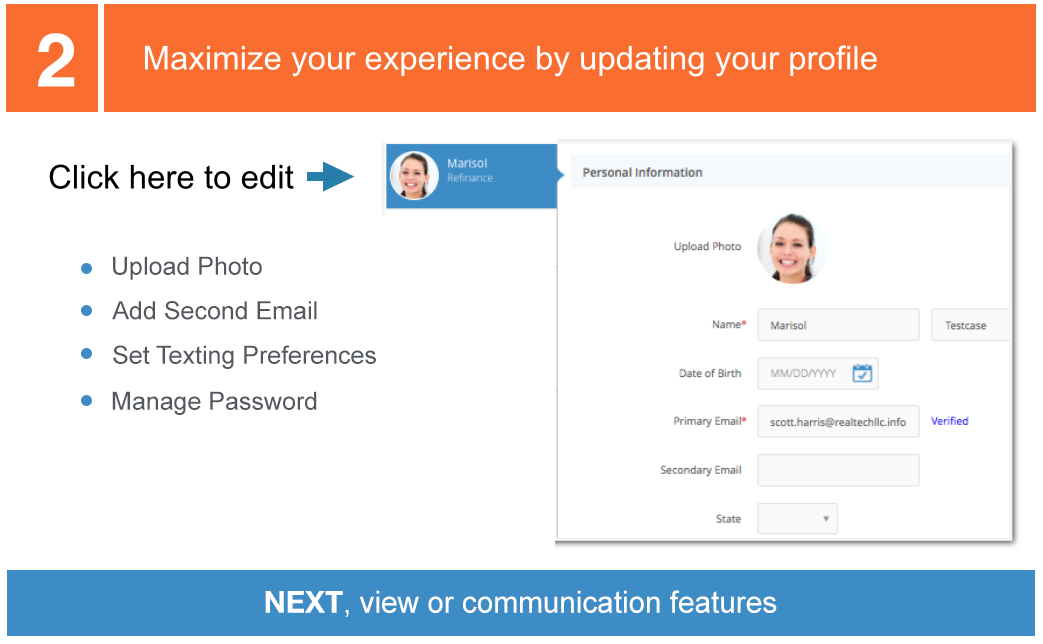 2
Maximize your experience by updating your profile
Click here to edit
Marisol
Refinance
Upload Photo
Add Second Email
Set Texting Preferences
Manage Password
Personal Information
Upload Photo
Name* Marisol Testcase
Date of Birth MM/DD/YYYY
Primary Email* scott.harris@realtechllc.info Verified
Secondary Email
State
NEXT, view or communication features